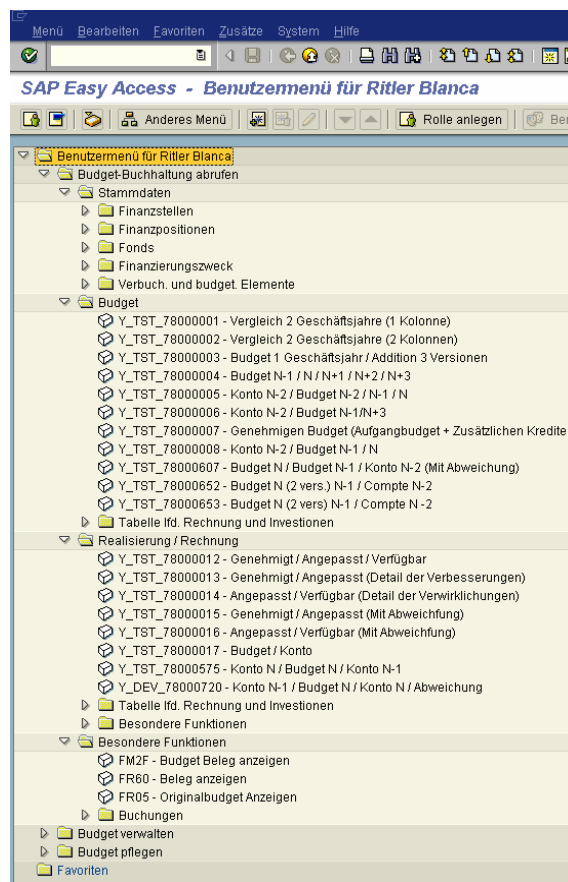 Menü Bearbeiten Favoriten Zusätze System Hilfe
SAP Easy Access - Benutzermenü für Ritler Blanca
Anderes Menü Rolle anlegen
Benutzermenü für Ritler Blanca
Budget-Buchhaltung abrufen
Stammdaten
Finanzstellen
Finanzpositionen
Fonds
Finanzierungszweck
Verbuch. und budget. Elemente
Budget
Y_TST_78000001 - Vergleich 2 Geschäftsjahre (1 Kolonne)
Y_TST_78000002 - Vergleich 2 Geschäftsjahre (2 Kolonnen)
Y_TST_78000003 - Budget 1 Geschäftsjahr / Addition 3 Versionen
Y_TST_78000004 - Budget N-1 / N / N+1 / N+2 / N+3
Y_TST_78000005 - Konto N-2 / Budget N-2 / N-1 / N
Y_TST_78000006 - Konto N-2 / Budget N-1/N+3
Y_TST_78000007 - Genehmigen Budget (Aufgangbudget + Zusätzlichen Kredite
Y_TST_78000008 - Konto N-2 / Budget N-1 / N
Y_TST_78000607 - Budget N / Budget N-1 / Konto N-2 (Mit Abweichung)
Y_TST_78000652 - Budget N (2 vers.) N-1 / Compte N-2
Y_TST_78000653 - Budget N (2 vers) N-1 / Compte N -2
Tabelle lfd. Rechnung und Investionen
Realisierung / Rechnung
Y_TST_78000012 - Genehmigt / Angepasst / Verfügbar
Y_TST_78000013 - Genehmigt / Angepasst (Detail der Verbesserungen)
Y_TST_78000014 - Angepasst / Verfügbar (Detail der Verwirklichungen)
Y_TST_78000015 - Genehmigt / Angepasst (Mit Abweichfung)
Y_TST_78000016 - Angepasst / Verfügbar (Mit Abweichfung)
Y_TST_78000017 - Budget / Konto
Y_TST_78000575 - Konto N / Budget N / Konto N-1
Y_DEV_78000720 - Konto N-1 / Budget N / Konto N / Abweichung
Tabelle lfd. Rechnung und Investionen
Besondere Funktionen
Besondere Funktionen
FM2F - Budget Beleg anzeigen
FR60 - Beleg anzeigen
FR05 - Originalbudget Anzeigen
Buchungen
Budget verwalten
Budget pflegen
Favoriten